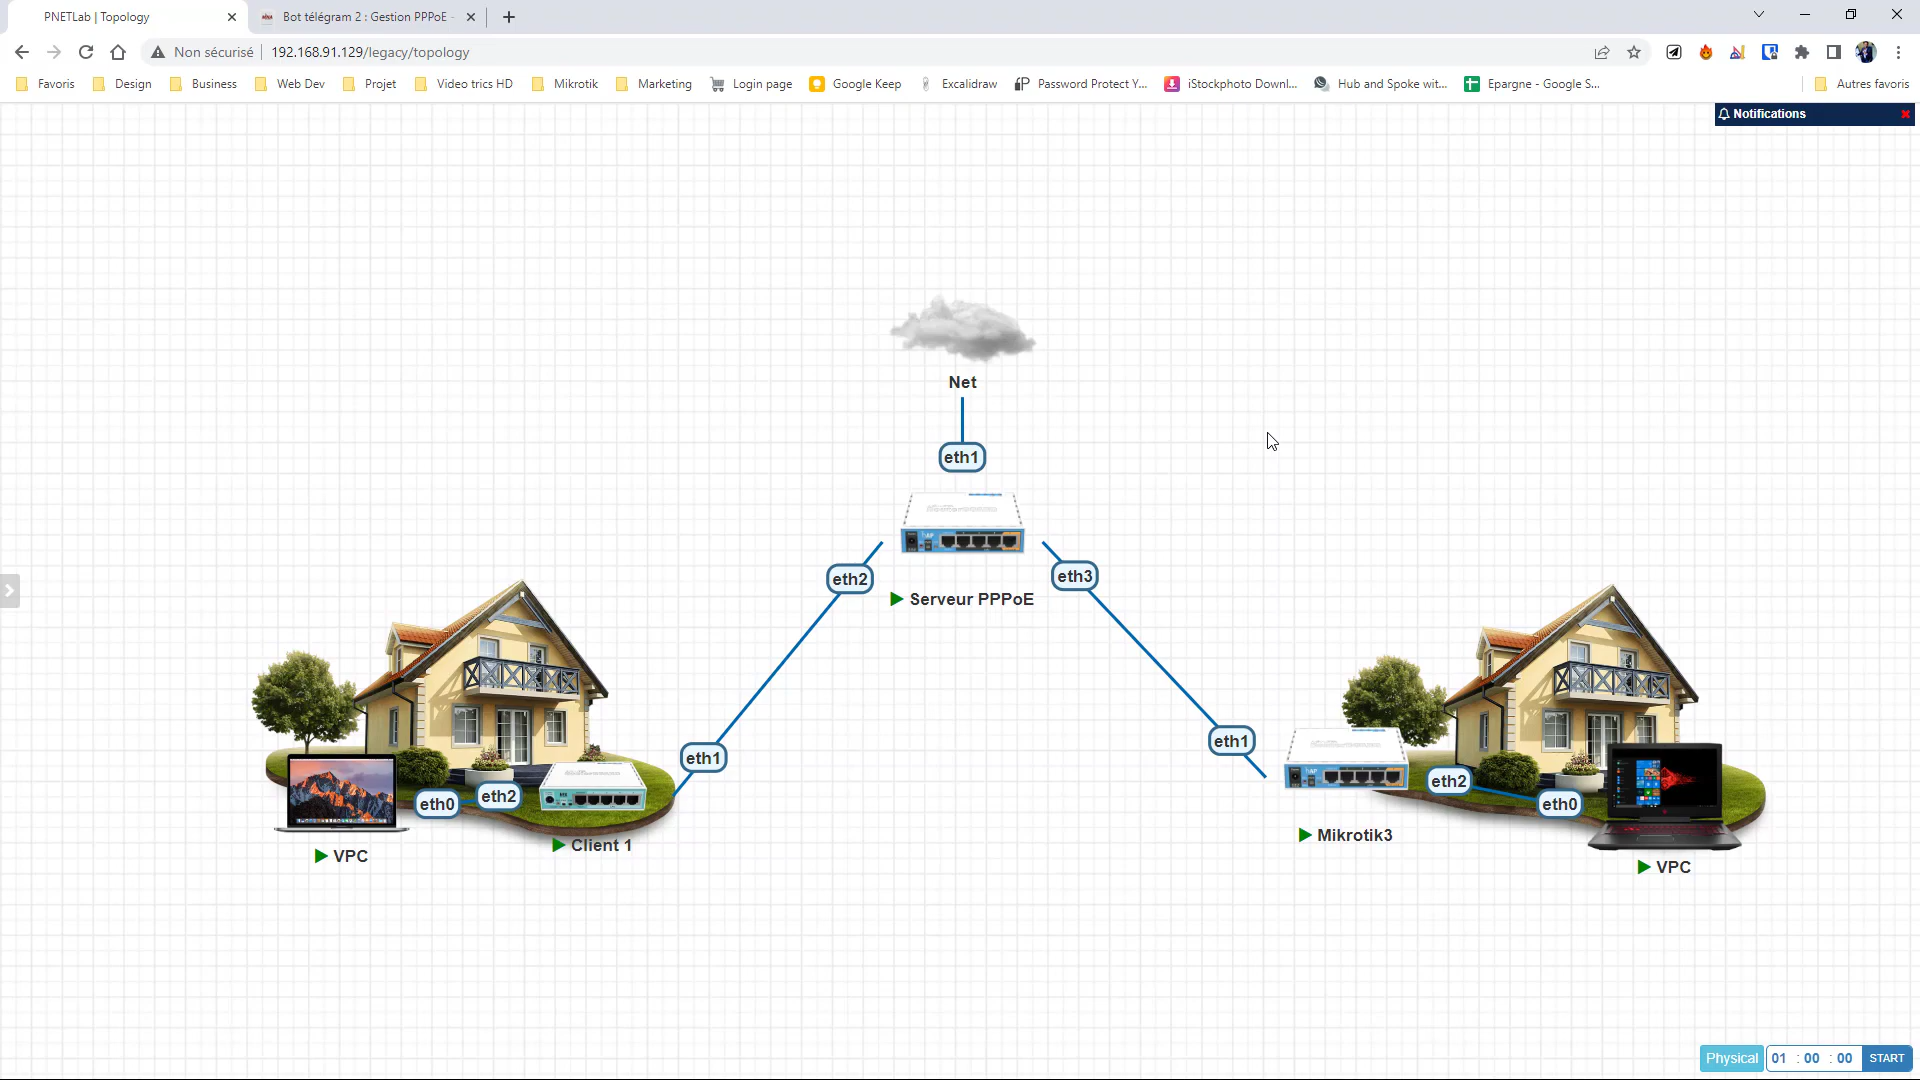 PNETLab | Topology
Bot télégram 2 : Gestion PPPoE -
Non sécurisé
192.168.91.129/legacy/topology
Favoris
Design
Business
Web Dev
Projet
Video trics HD
Mikrotik
Marketing
Login page
Google Keep
Excalidraw
Password Protect Y...
iStockphoto Downl...
Hub and Spoke wit...
Epargne - Google S...
Autres favoris
Notifications
Net
eth1
eth2
eth3
Serveur PPPoE
eth1
eth1
eth0
eth2
eth2
eth0
VPC
Client 1
Mikrotik3
VPC
Physical
01 : 00 : 00
START